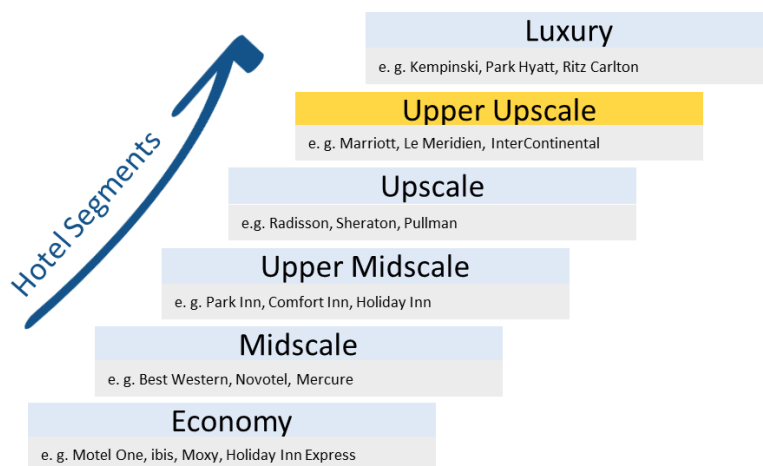 Luxury
e. g. Kempinski, Park Hyatt, Ritz Carlton
Upper Upscale
e. g. Marriott, Le Meridien, InterContinental
Hotel Segments
Upscale
e.g. Radisson, Sheraton, Pullman
Upper Midscale
e. g. Park Inn, Comfort Inn, Holiday Inn
Midscale
e. g. Best Western, Novotel, Mercure
Economy
e. g. Motel One, ibis, Moxy, Holiday Inn Express